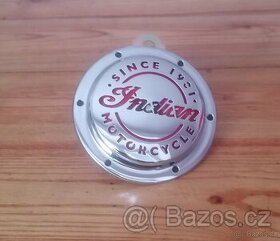 · SINCE 1901 ·
Indian
MOTORCYCLE
© Bazos.cz